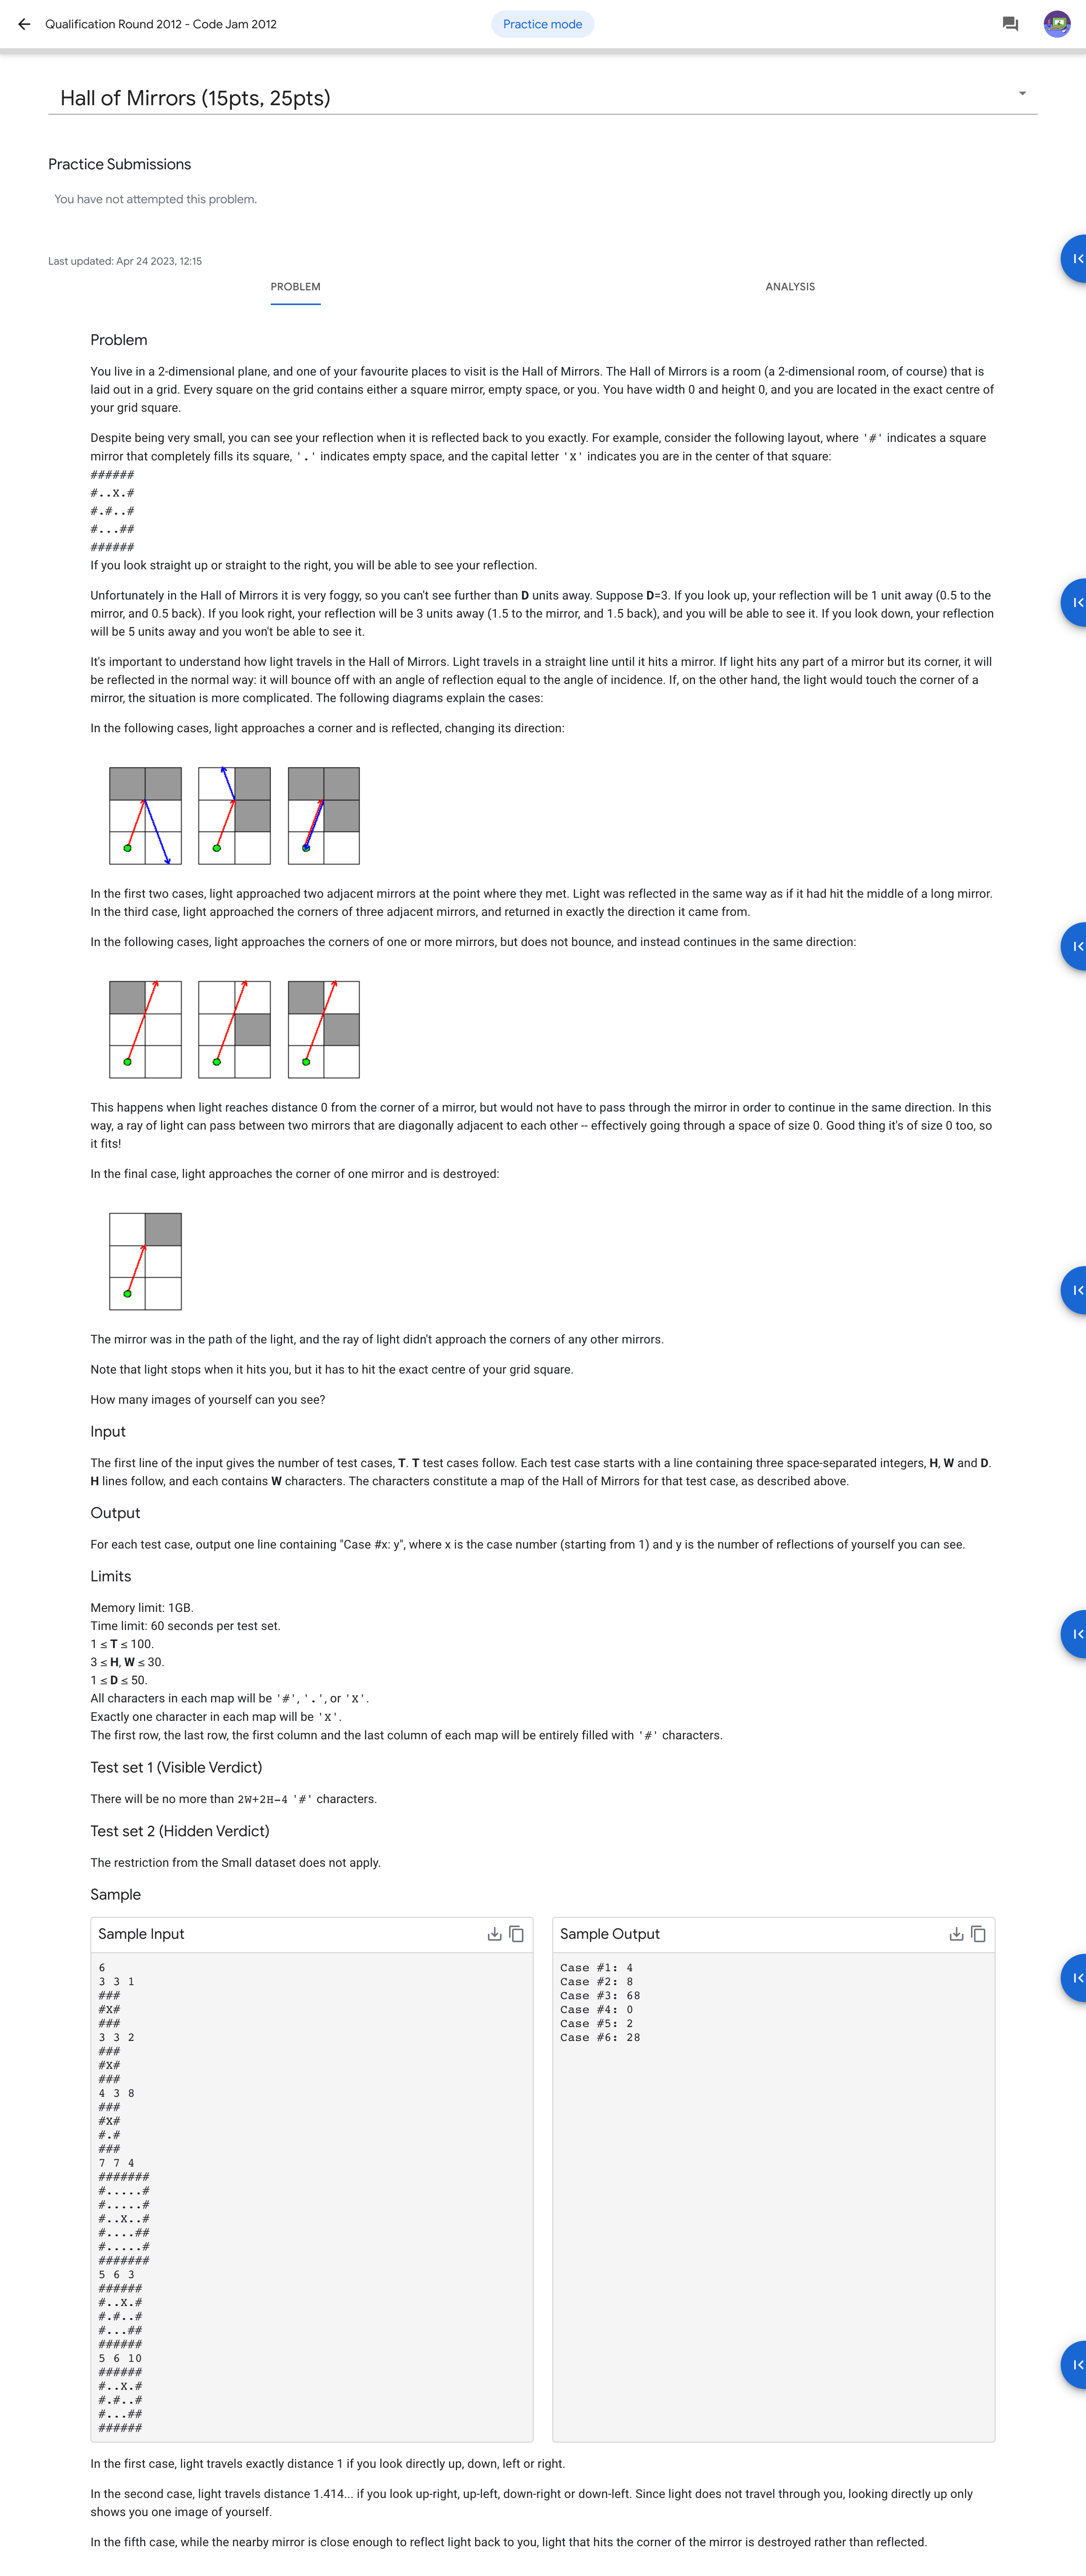 Qualification Round 2012 - Code Jam 2012
Practice mode
Hall of Mirrors (15pts, 25pts)
Practice Submissions
You have not attempted this problem.
Last updated: Apr 24 2023, 12:15
PROBLEM
ANALYSIS
Problem
You live in a 2-dimensional plane, and one of your favourite places to visit is the Hall of Mirrors. The Hall of Mirrors is a room (a 2-dimensional room, of course) that is
laid out in a grid. Every square on the grid contains either a square mirror, empty space, or you. You have width 0 and height 0, and you are located in the exact centre of
your grid square.
Despite being very small, you can see your reflection when it is reflected back to you exactly. For example, consider the following layout, where '#' indicates a square
mirror that completely fills its square, '.' indicates empty space, and the capital letter 'X' indicates you are in the center of that square:
######
#..X.#
#.#..#
#...##
######
If you look straight up or straight to the right, you will be able to see your reflection.
Unfortunately in the Hall of Mirrors it is very foggy, so you can't see further than D units away. Suppose D=3. If you look up, your reflection will be 1 unit away (0.5 to the
mirror, and 0.5 back). If you look right, your reflection will be 3 units away (1.5 to the mirror, and 1.5 back), and you will be able to see it. If you look down, your reflection
will be 5 units away and you won't be able to see it.
It's important to understand how light travels in the Hall of Mirrors. Light travels in a straight line until it hits a mirror. If light hits any part of a mirror but its corner, it will
be reflected in the normal way: it will bounce off with an angle of reflection equal to the angle of incidence. If, on the other hand, the light would touch the corner of a
mirror, the situation is more complicated. The following diagrams explain the cases:
In the following cases, light approaches a corner and is reflected, changing its direction:
In the first two cases, light approached two adjacent mirrors at the point where they met. Light was reflected in the same way as if it had hit the middle of a long mirror.
In the third case, light approached the corners of three adjacent mirrors, and returned in exactly the direction it came from.
In the following cases, light approaches the corners of one or more mirrors, but does not bounce, and instead continues in the same direction:
This happens when light reaches distance 0 from the corner of a mirror, but would not have to pass through the mirror in order to continue in the same direction. In this
way, a ray of light can pass between two mirrors that are diagonally adjacent to each other -- effectively going through a space of size 0. Good thing it's of size 0 too, so
it fits!
In the final case, light approaches the corner of one mirror and is destroyed:
The mirror was in the path of the light, and the ray of light didn't approach the corners of any other mirrors.
Note that light stops when it hits you, but it has to hit the exact centre of your grid square.
How many images of yourself can you see?
Input
The first line of the input gives the number of test cases, T. T test cases follow. Each test case starts with a line containing three space-separated integers, H, W and D.
H lines follow, and each contains W characters. The characters constitute a map of the Hall of Mirrors for that test case, as described above.
Output
For each test case, output one line containing "Case #x: y", where x is the case number (starting from 1) and y is the number of reflections of yourself you can see.
Limits
Memory limit: 1GB.
Time limit: 60 seconds per test set.
1 ≤ T ≤ 100.
3 ≤ H, W ≤ 30.
1 ≤ D ≤ 50.
All characters in each map will be '#', '.', or 'X'.
Exactly one character in each map will be 'X'.
The first row, the last row, the first column and the last column of each map will be entirely filled with '#' characters.
Test set 1 (Visible Verdict)
There will be no more than 2W+2H-4 '#' characters.
Test set 2 (Hidden Verdict)
The restriction from the Small dataset does not apply.
Sample
Sample Input
6
3 3 1
###
#X#
###
3 3 2
###
#X#
###
4 3 8
###
#X#
#.#
###
7 7 4
#######
#.....#
#.....#
#..X..#
#....##
#.....#
#######
5 6 3
######
#..X.#
#.#..#
#...##
######
5 6 10
######
#..X.#
#.#..#
#...##
######
Sample Output
Case #1: 4
Case #2: 8
Case #3: 68
Case #4: 0
Case #5: 2
Case #6: 28
In the first case, light travels exactly distance 1 if you look directly up, down, left or right.
In the second case, light travels distance 1.414... if you look up-right, up-left, down-right or down-left. Since light does not travel through you, looking directly up only
shows you one image of yourself.
In the fifth case, while the nearby mirror is close enough to reflect light back to you, light that hits the corner of the mirror is destroyed rather than reflected.